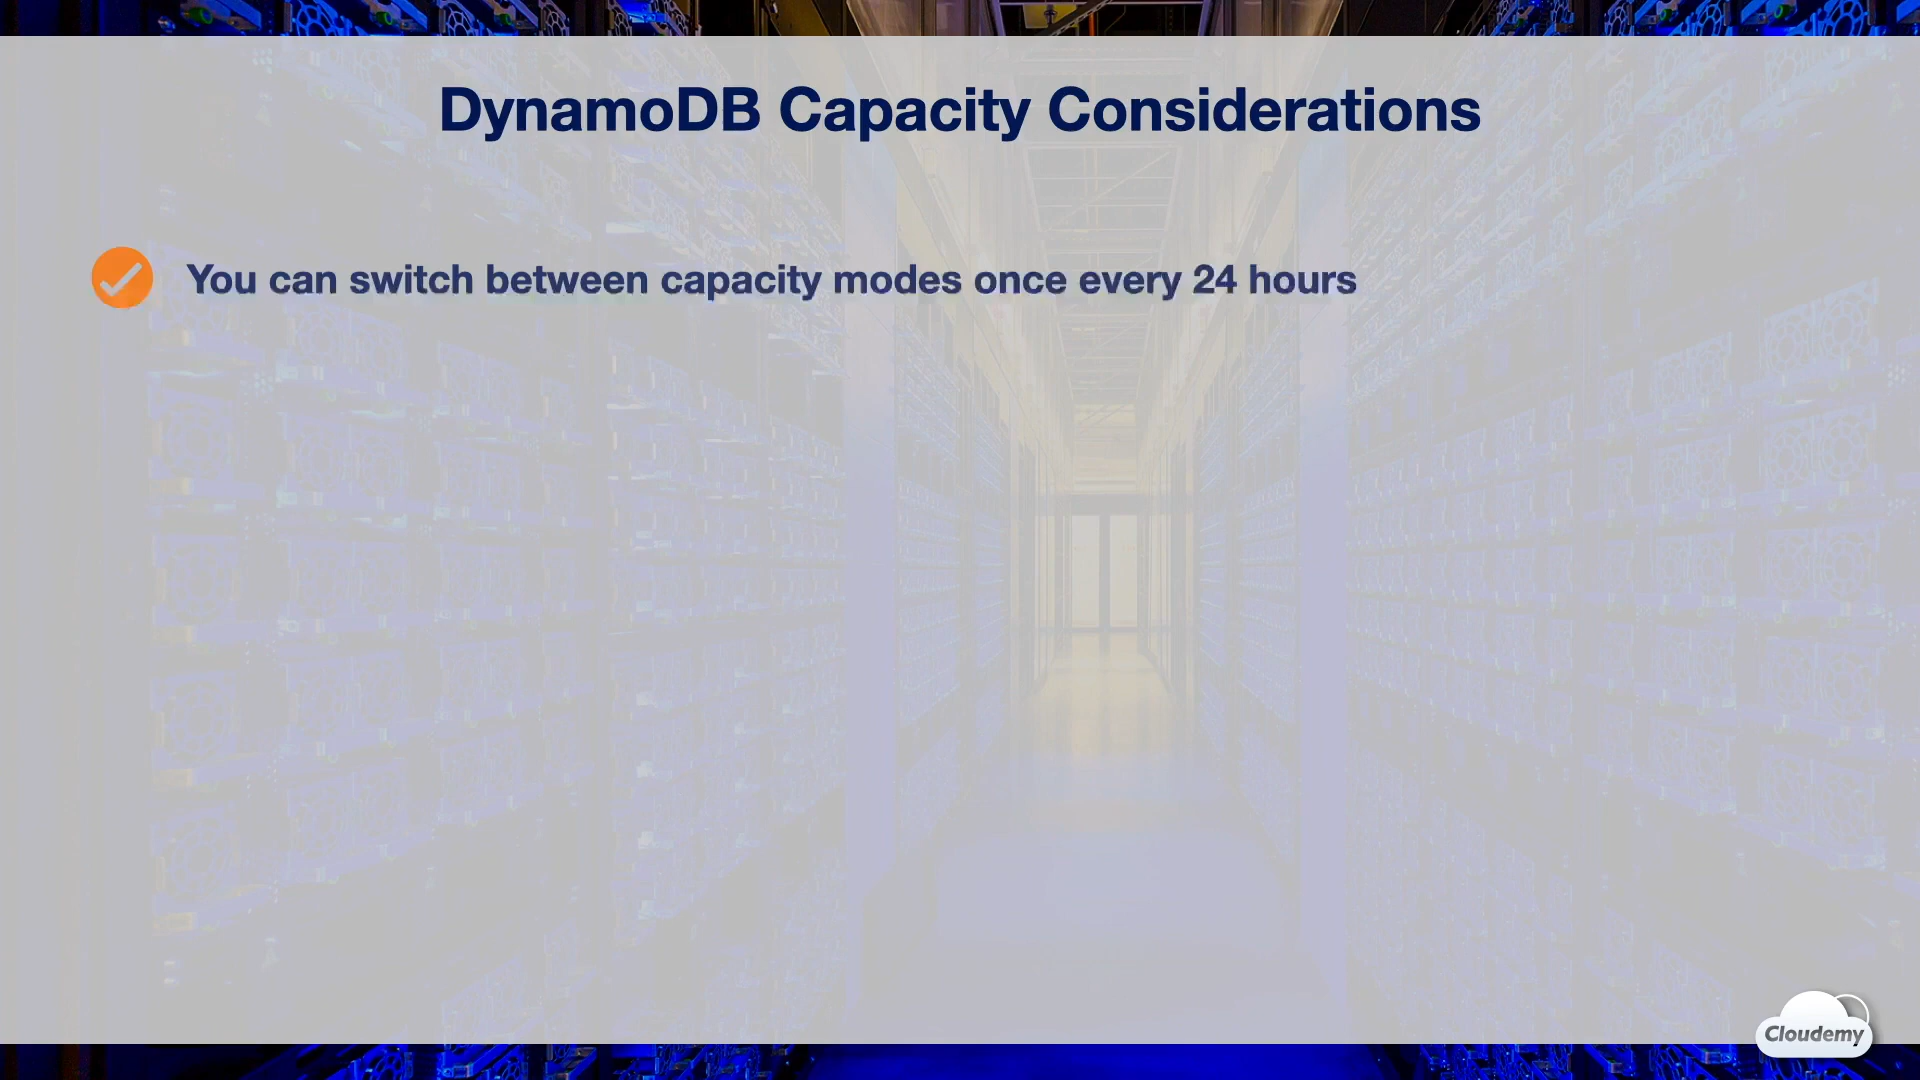 DynamoDB Capacity Considerations
You can switch between capacity modes once every 24 hours
Cloudemy